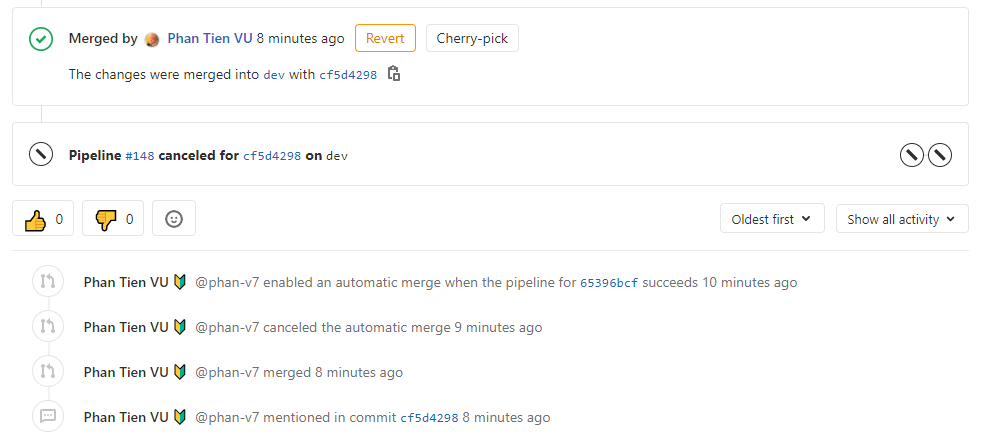 Merged by Phan Tien VU 8 minutes ago Revert Cherry-pick
The changes were merged into dev with cf5d4298
Pipeline #148 canceled for cf5d4298 on dev
0 0 Oldest first Show all activity
Phan Tien VU @phan-v7 enabled an automatic merge when the pipeline for 65396bcf succeeds 10 minutes ago
Phan Tien VU @phan-v7 canceled the automatic merge 9 minutes ago
Phan Tien VU @phan-v7 merged 8 minutes ago
Phan Tien VU @phan-v7 mentioned in commit cf5d4298 8 minutes ago